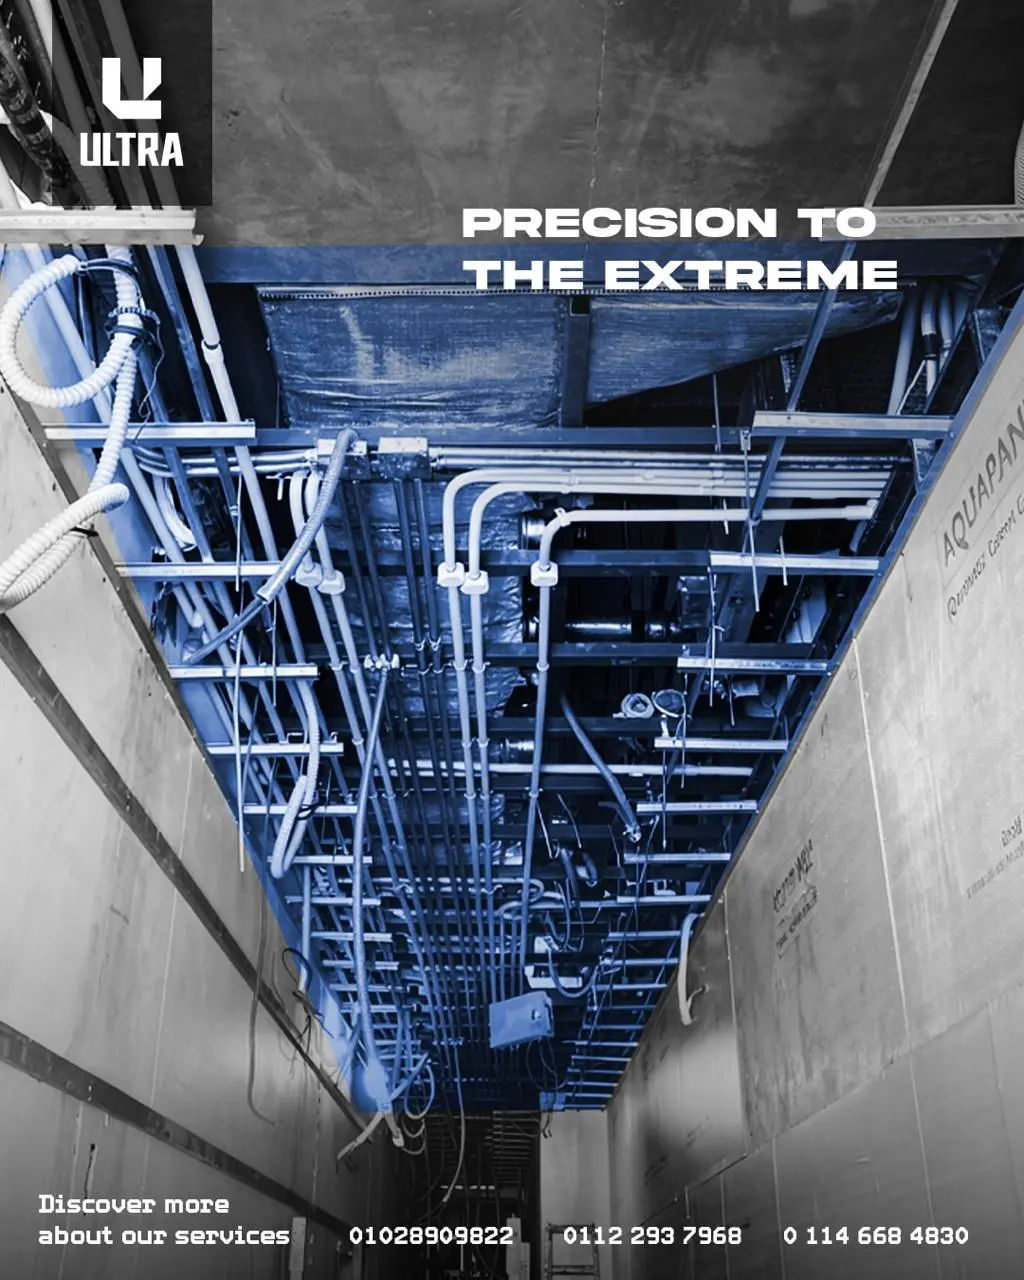 ULTRA
PRECISION TO
THE EXTREME
AQUAPAN
Discover more
about our services
01028909822
0112 293 7968
0 114 668 4830